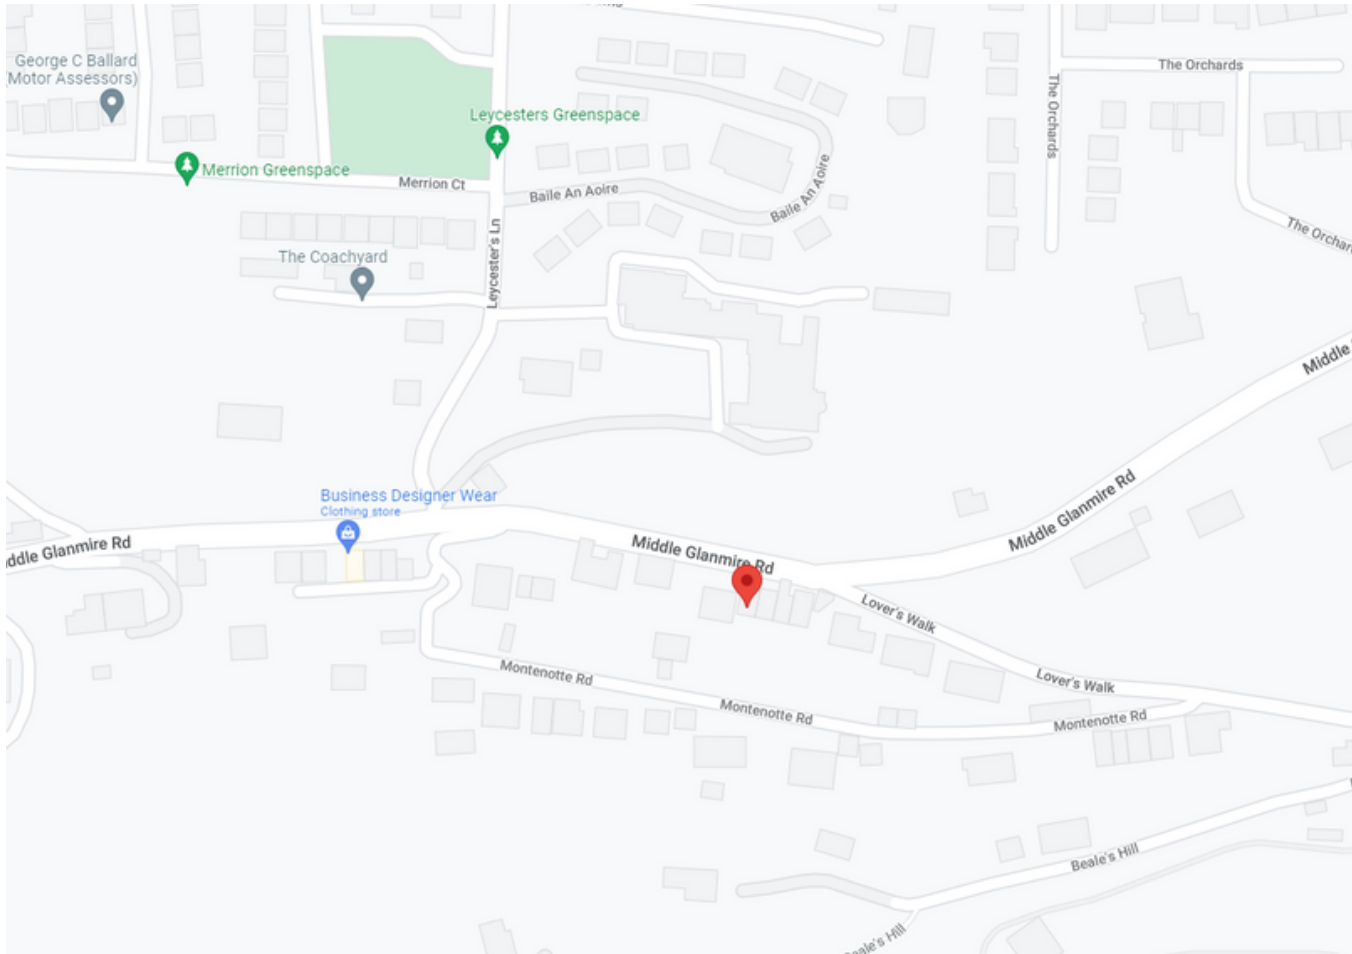 George C Ballard
(Motor Assessors)
Leycesters Greenspace
Merrion Greenspace
Merrion Ct
Baile An Aoire
Baile An Aoire
The Orchards
The Orchards
The Orchar
Leycester's Ln
The Coachyard
Middle
Business Designer Wear
Clothing store
iddle Glanmire Rd
Middle Glanmire Rd
Middle Glanmire Rd
Lover's Walk
Lover's Walk
Montenotte Rd
Montenotte Rd
Montenotte Rd
Beale's Hill
eale's Hill